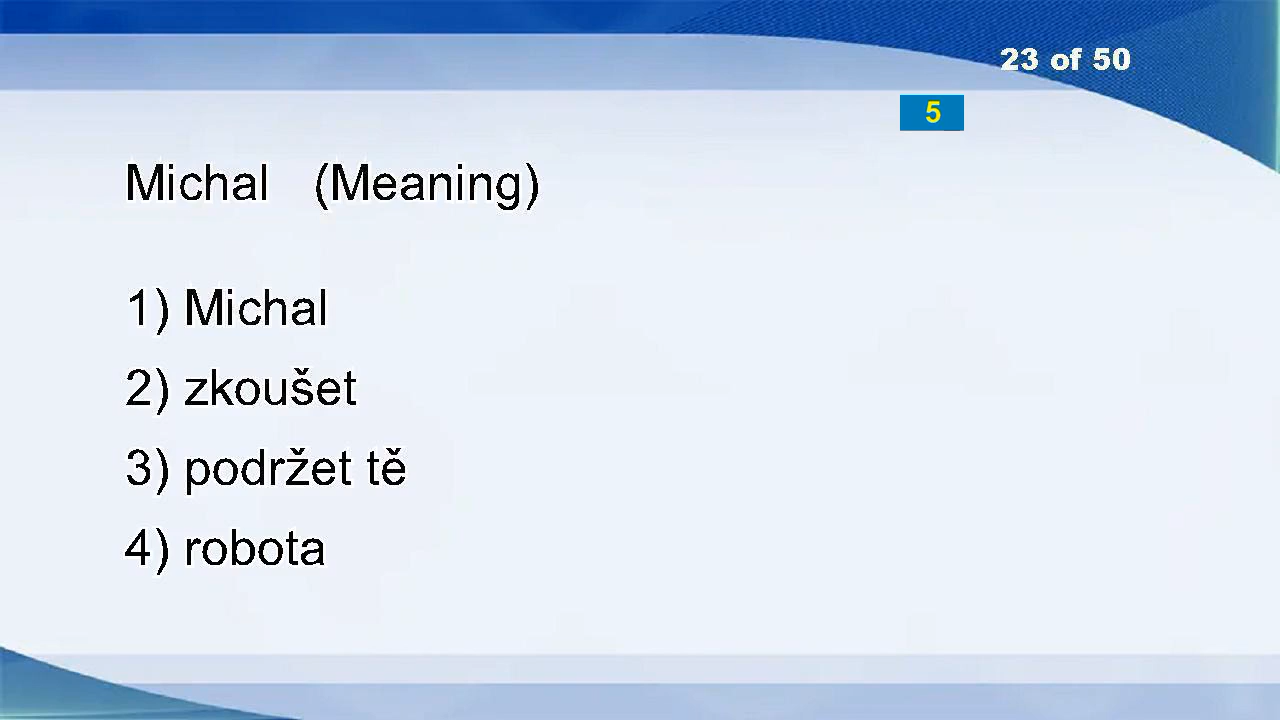 23 of 50
5
Michal (Meaning)
1) Michal
2) zkoušet
3) podržet tě
4) robota